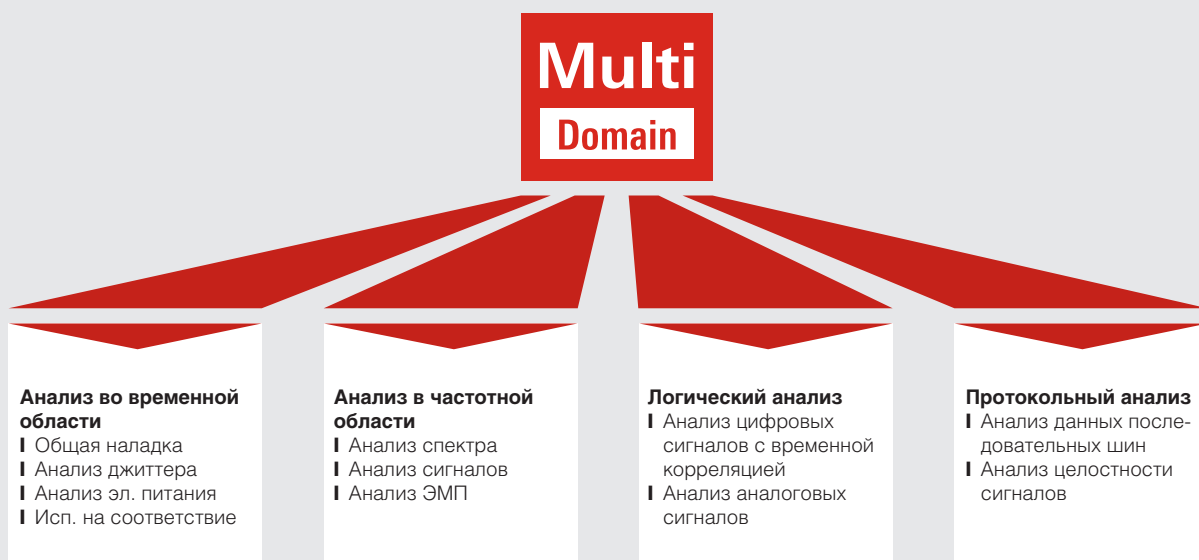 Multi
Domain
Анализ во временной
области
Общая наладка
Анализ джиттера
Анализ эл. питания
Исп. на соответствие
Анализ в частотной
области
Анализ спектра
Анализ сигналов
Анализ ЭМП
Логический анализ
Анализ цифровых
сигналов с временной
корреляцией
Анализ аналоговых
сигналов
Протокольный анализ
Анализ данных после-
довательных шин
Анализ целостности
сигналов